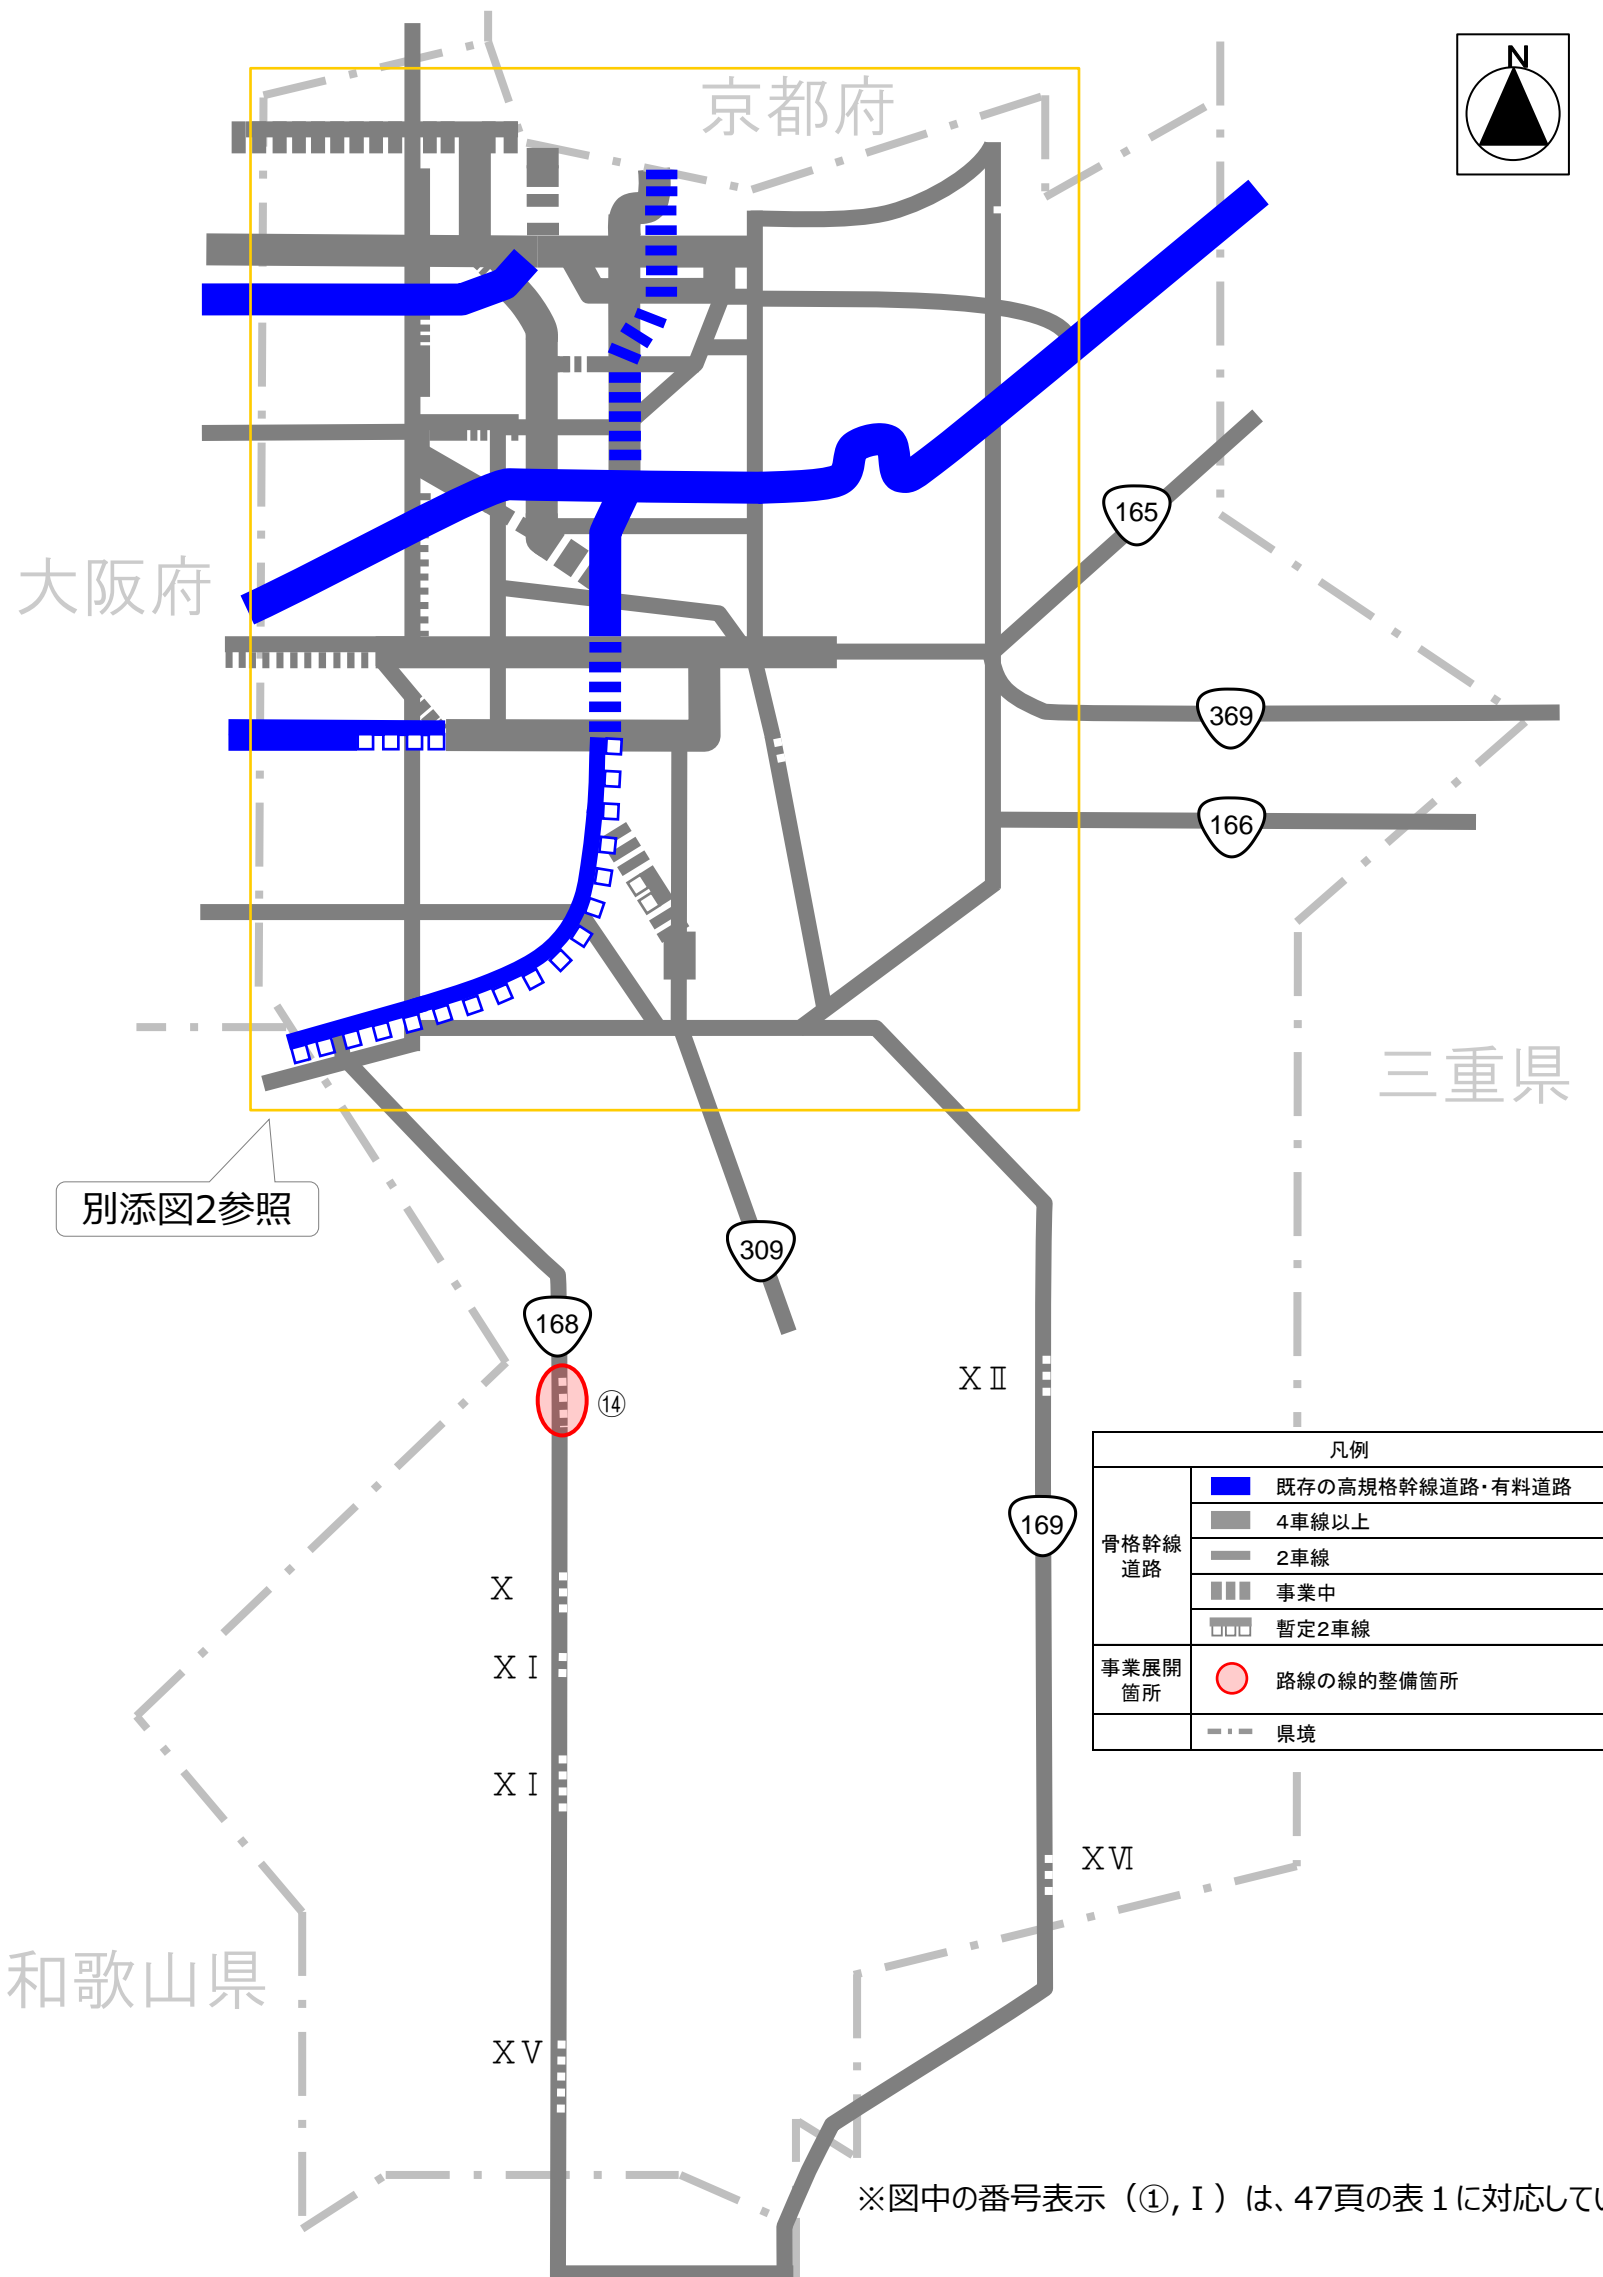 N
京都府
大阪府
165
369
166
三重県
別添図2参照
309
168
⑭
ⅩⅡ
169
凡例
骨格幹線
道路
既存の高規格幹線道路・有料道路
4車線以上
2車線
事業中
暫定2車線
事業展開
箇所
路線の線的整備箇所
県境
Ⅹ
ⅩⅠ
ⅩⅠ
ⅩⅥ
和歌山県
ⅩⅤ
※図中の番号表示（①,Ⅰ）は、47頁の表１に対応してい